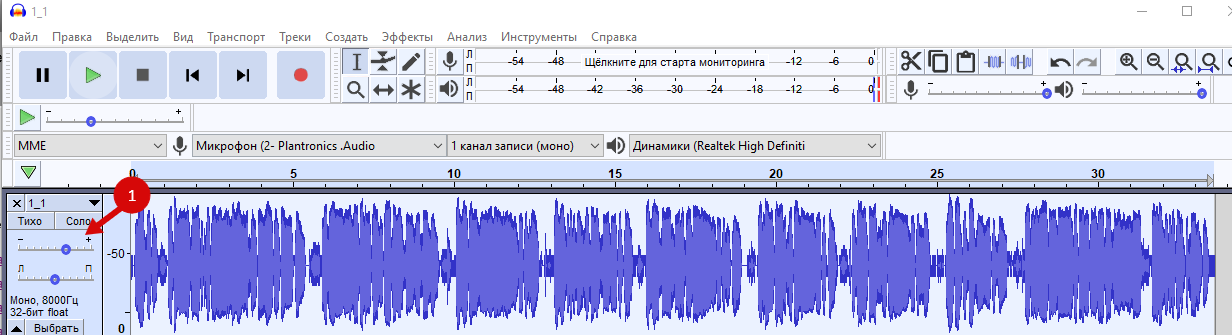 1_1
Файл Правка Выделить Вид Транспорт Треки Создать Эффекты Анализ Инструменты Справка
Л П -54 -48 Щёлкните для старта мониторинга -12 -6 0
Л П -54 -48 -42 -36 -30 -24 -18 -12 -6 0
- +
- +
- +
MME Микрофон (2- Plantronics .Audio 1 канал записи (моно) Динамики (Realtek High Definiti
0 5 10 15 20 25 30
1
1_1
Тихо Соло
- +
-50
Л П
Моно, 8000Гц
32-бит float
0
Выбрать